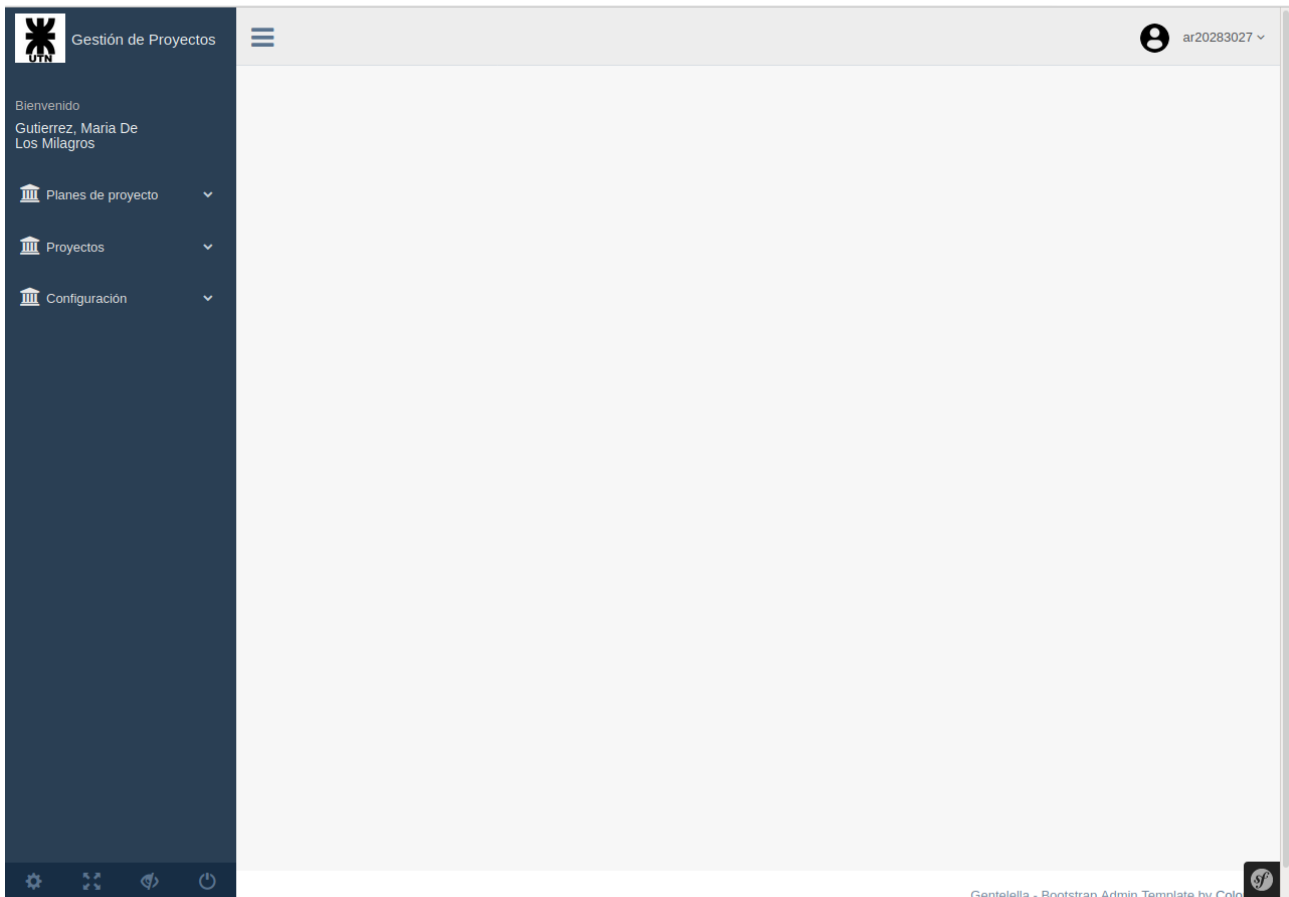 UTN
Gestión de Proyectos
ar20283027
Bienvenido
Gutierrez, Maria De
Los Milagros
Planes de proyecto
Proyectos
Configuración
Gentelella - Bootstrap Admin Template by
sf